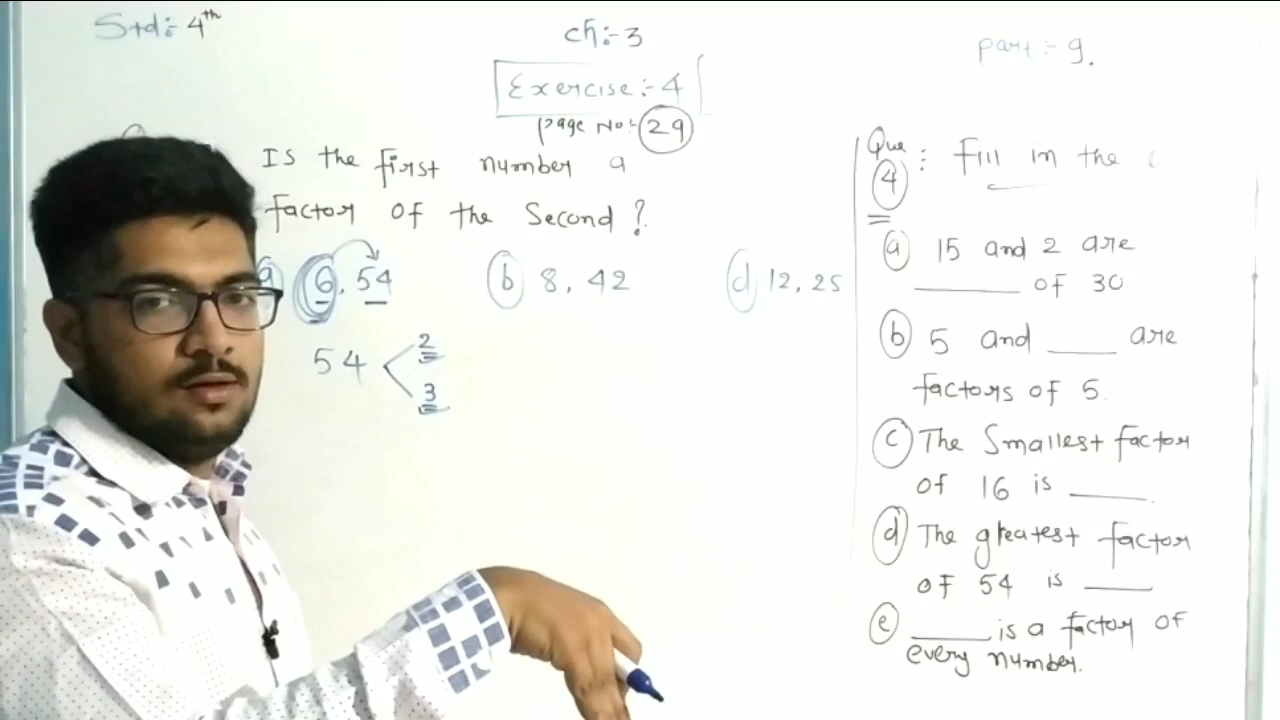 Std:- 4th
ch:-3
part:-9.
Exercise:-4
page No:- 29
Is the first number a
factor of the Second?
a 6, 54
b 8, 42
d 12, 25
54 2
3
Que 4 : Fill in the
a 15 and 2 are
______ of 30
b 5 and ____ are
factors of 5.
c The Smallest factor
of 16 is _____
d The greatest factor
of 54 is ____
e _____ is a factor of
every number.